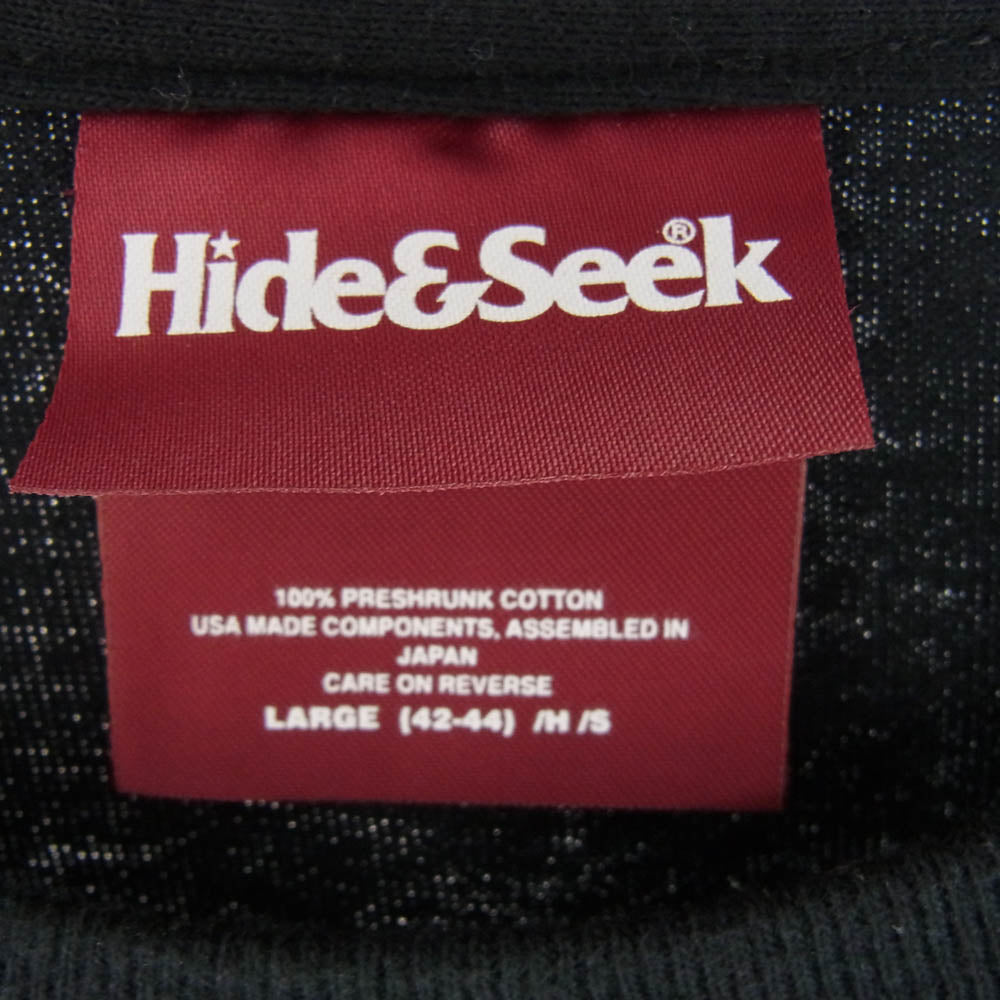 Hide&Seek®
100% PRESHRUNK COTTON
USA MADE COMPONENTS, ASSEMBLED IN
JAPAN
CARE ON REVERSE
LARGE (42-44) /H /S